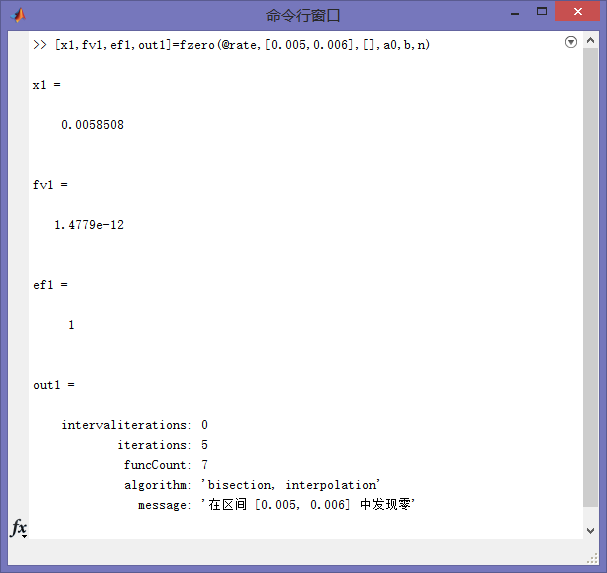 命令行窗口
>> [x1,fv1,ef1,out1]=fzero(@rate,[0.005,0.006],[],a0,b,n)
x1 =
0.0058508
fv1 =
1.4779e-12
ef1 =
1
out1 =
intervaliterations: 0
iterations: 5
funcCount: 7
algorithm: 'bisection, interpolation'
message: '在区间 [0.005, 0.006] 中发现零'
fx